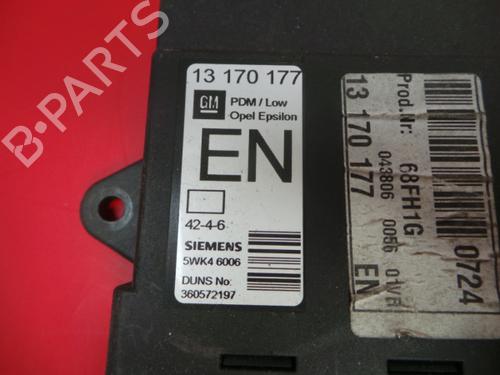 13 170 177
GM
PDM / Low
Opel Epsilon
EN
42-4-6
SIEMENS
5WK4 6006
DUNS No:
360572197
Prod.Nr: 68FH1G 0724
043806 0056
13 170 177 EN
B-PARTS